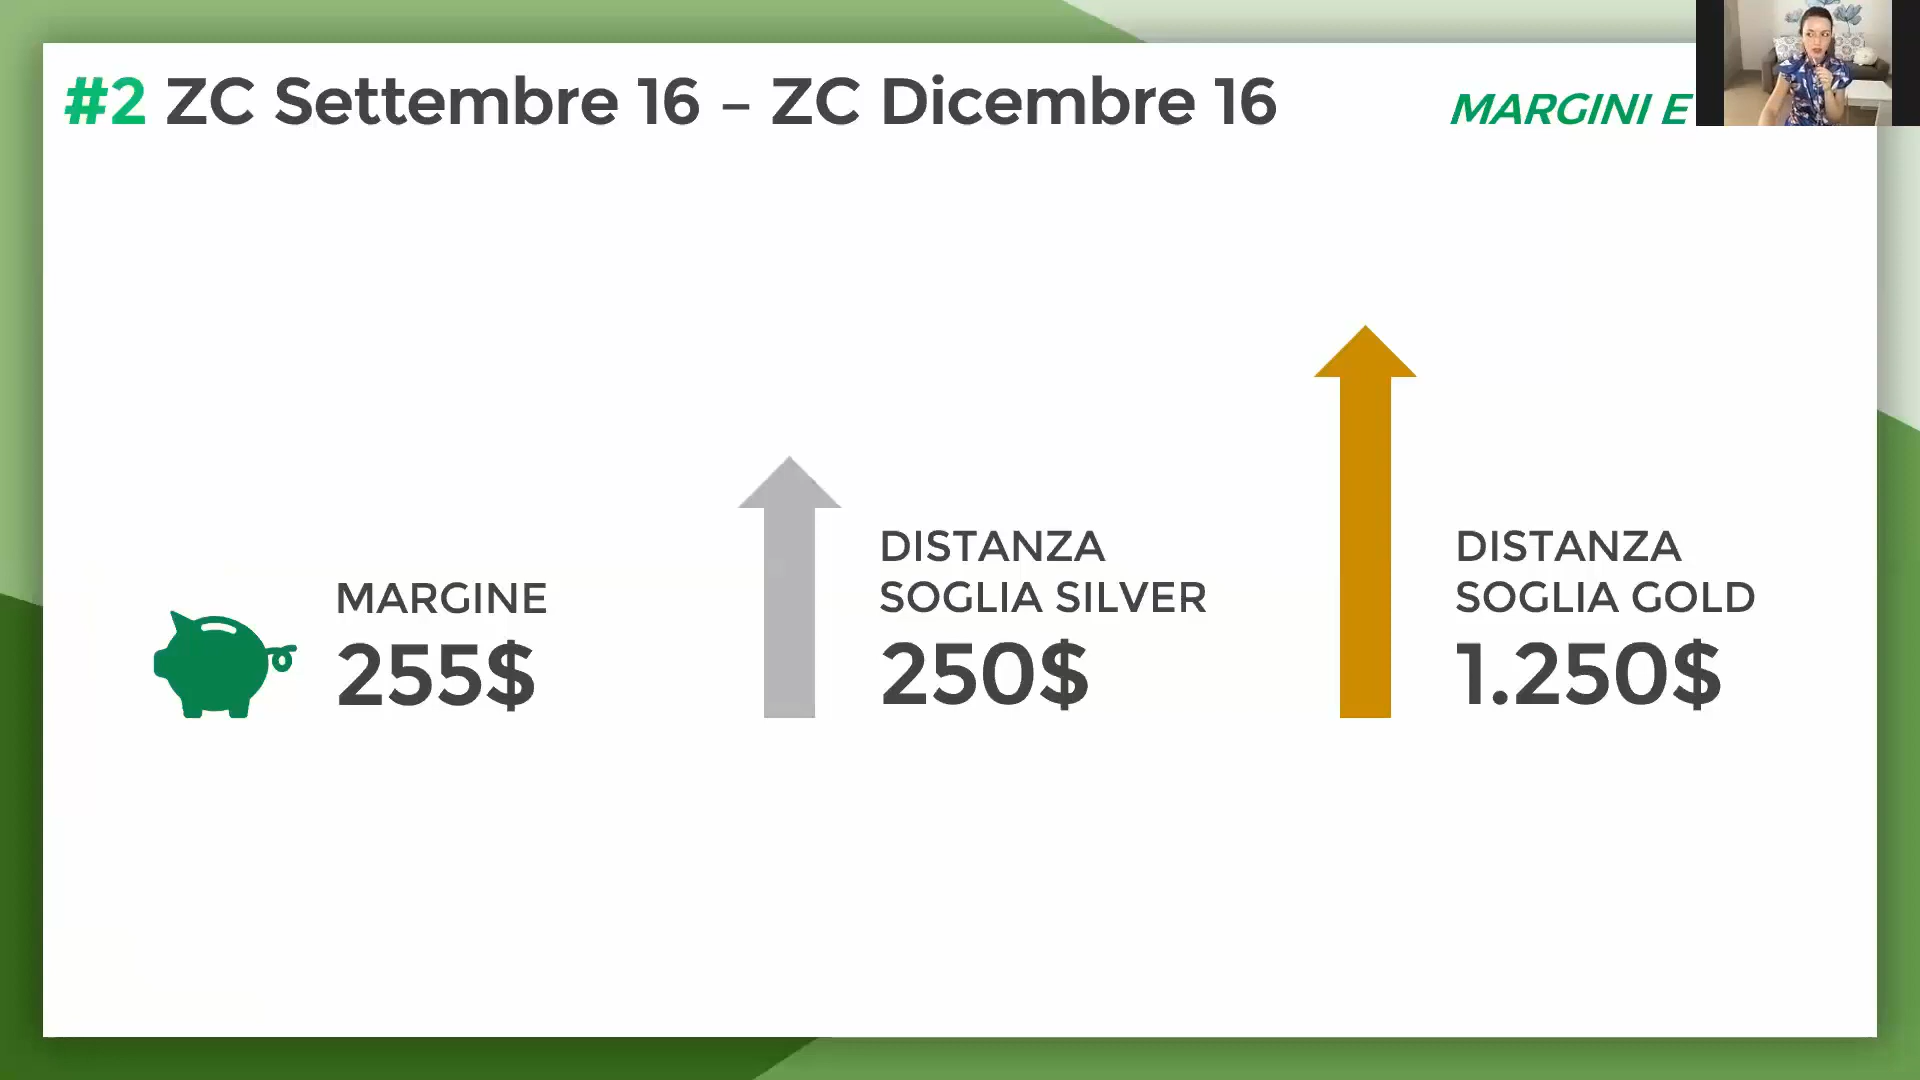 #2 ZC Settembre 16 – ZC Dicembre 16
MARGINI E
MARGINE
255$
DISTANZA
SOGLIA SILVER
250$
DISTANZA
SOGLIA GOLD
1.250$